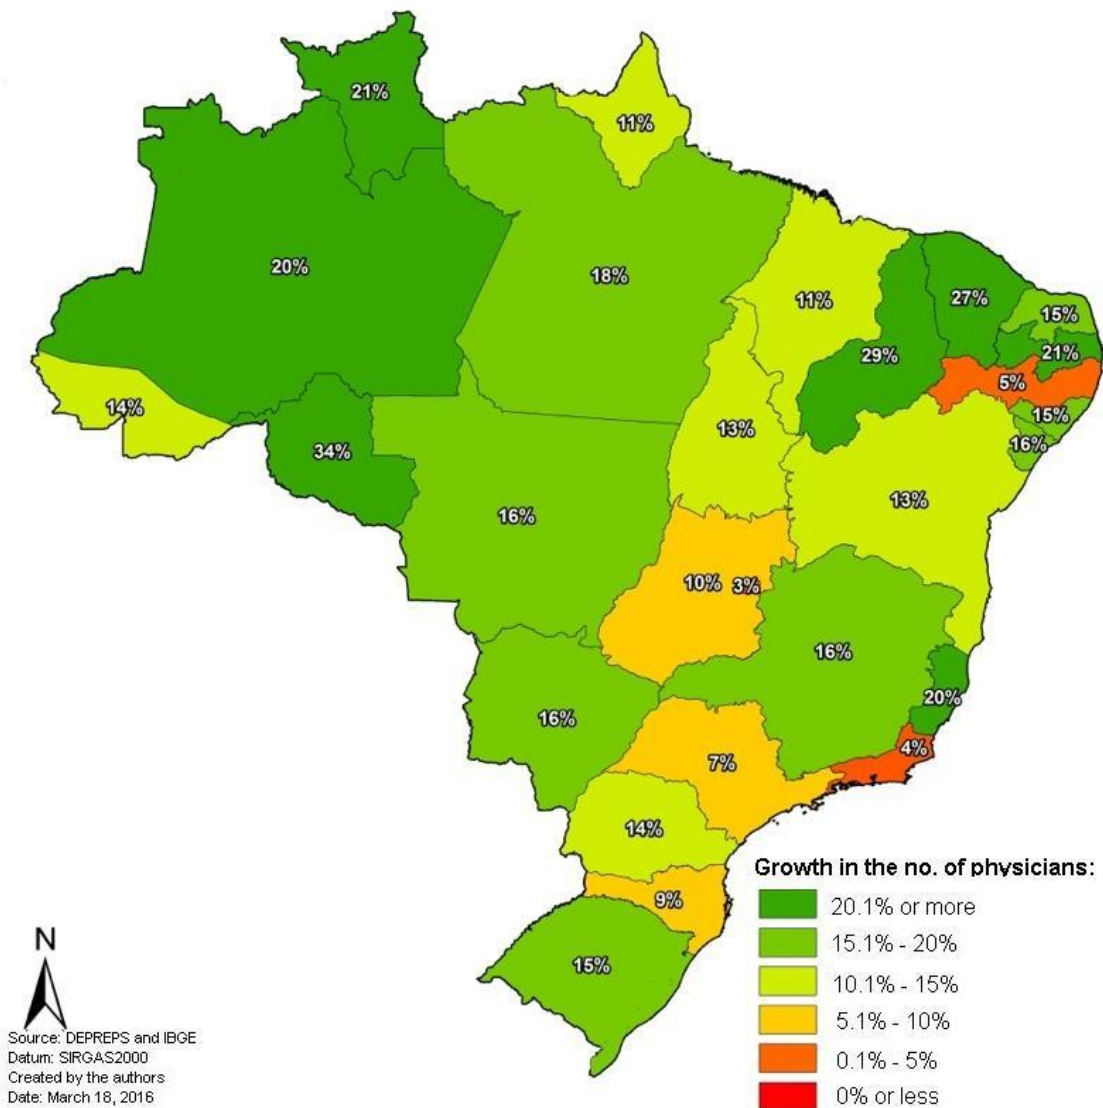 21%
11%
20%
18%
11%
27%
15%
29%
21%
5%
14%
15%
13%
16%
34%
13%
16%
10%
3%
16%
20%
16%
4%
7%
14%
Growth in the no. of physicians:
9%
20.1% or more
15.1% - 20%
N
15%
10.1% - 15%
5.1% - 10%
Source: DEPREPS and IBGE
Datum: SIRGAS2000
0.1% - 5%
Created by the authors
Date: March 18, 2016
0% or less